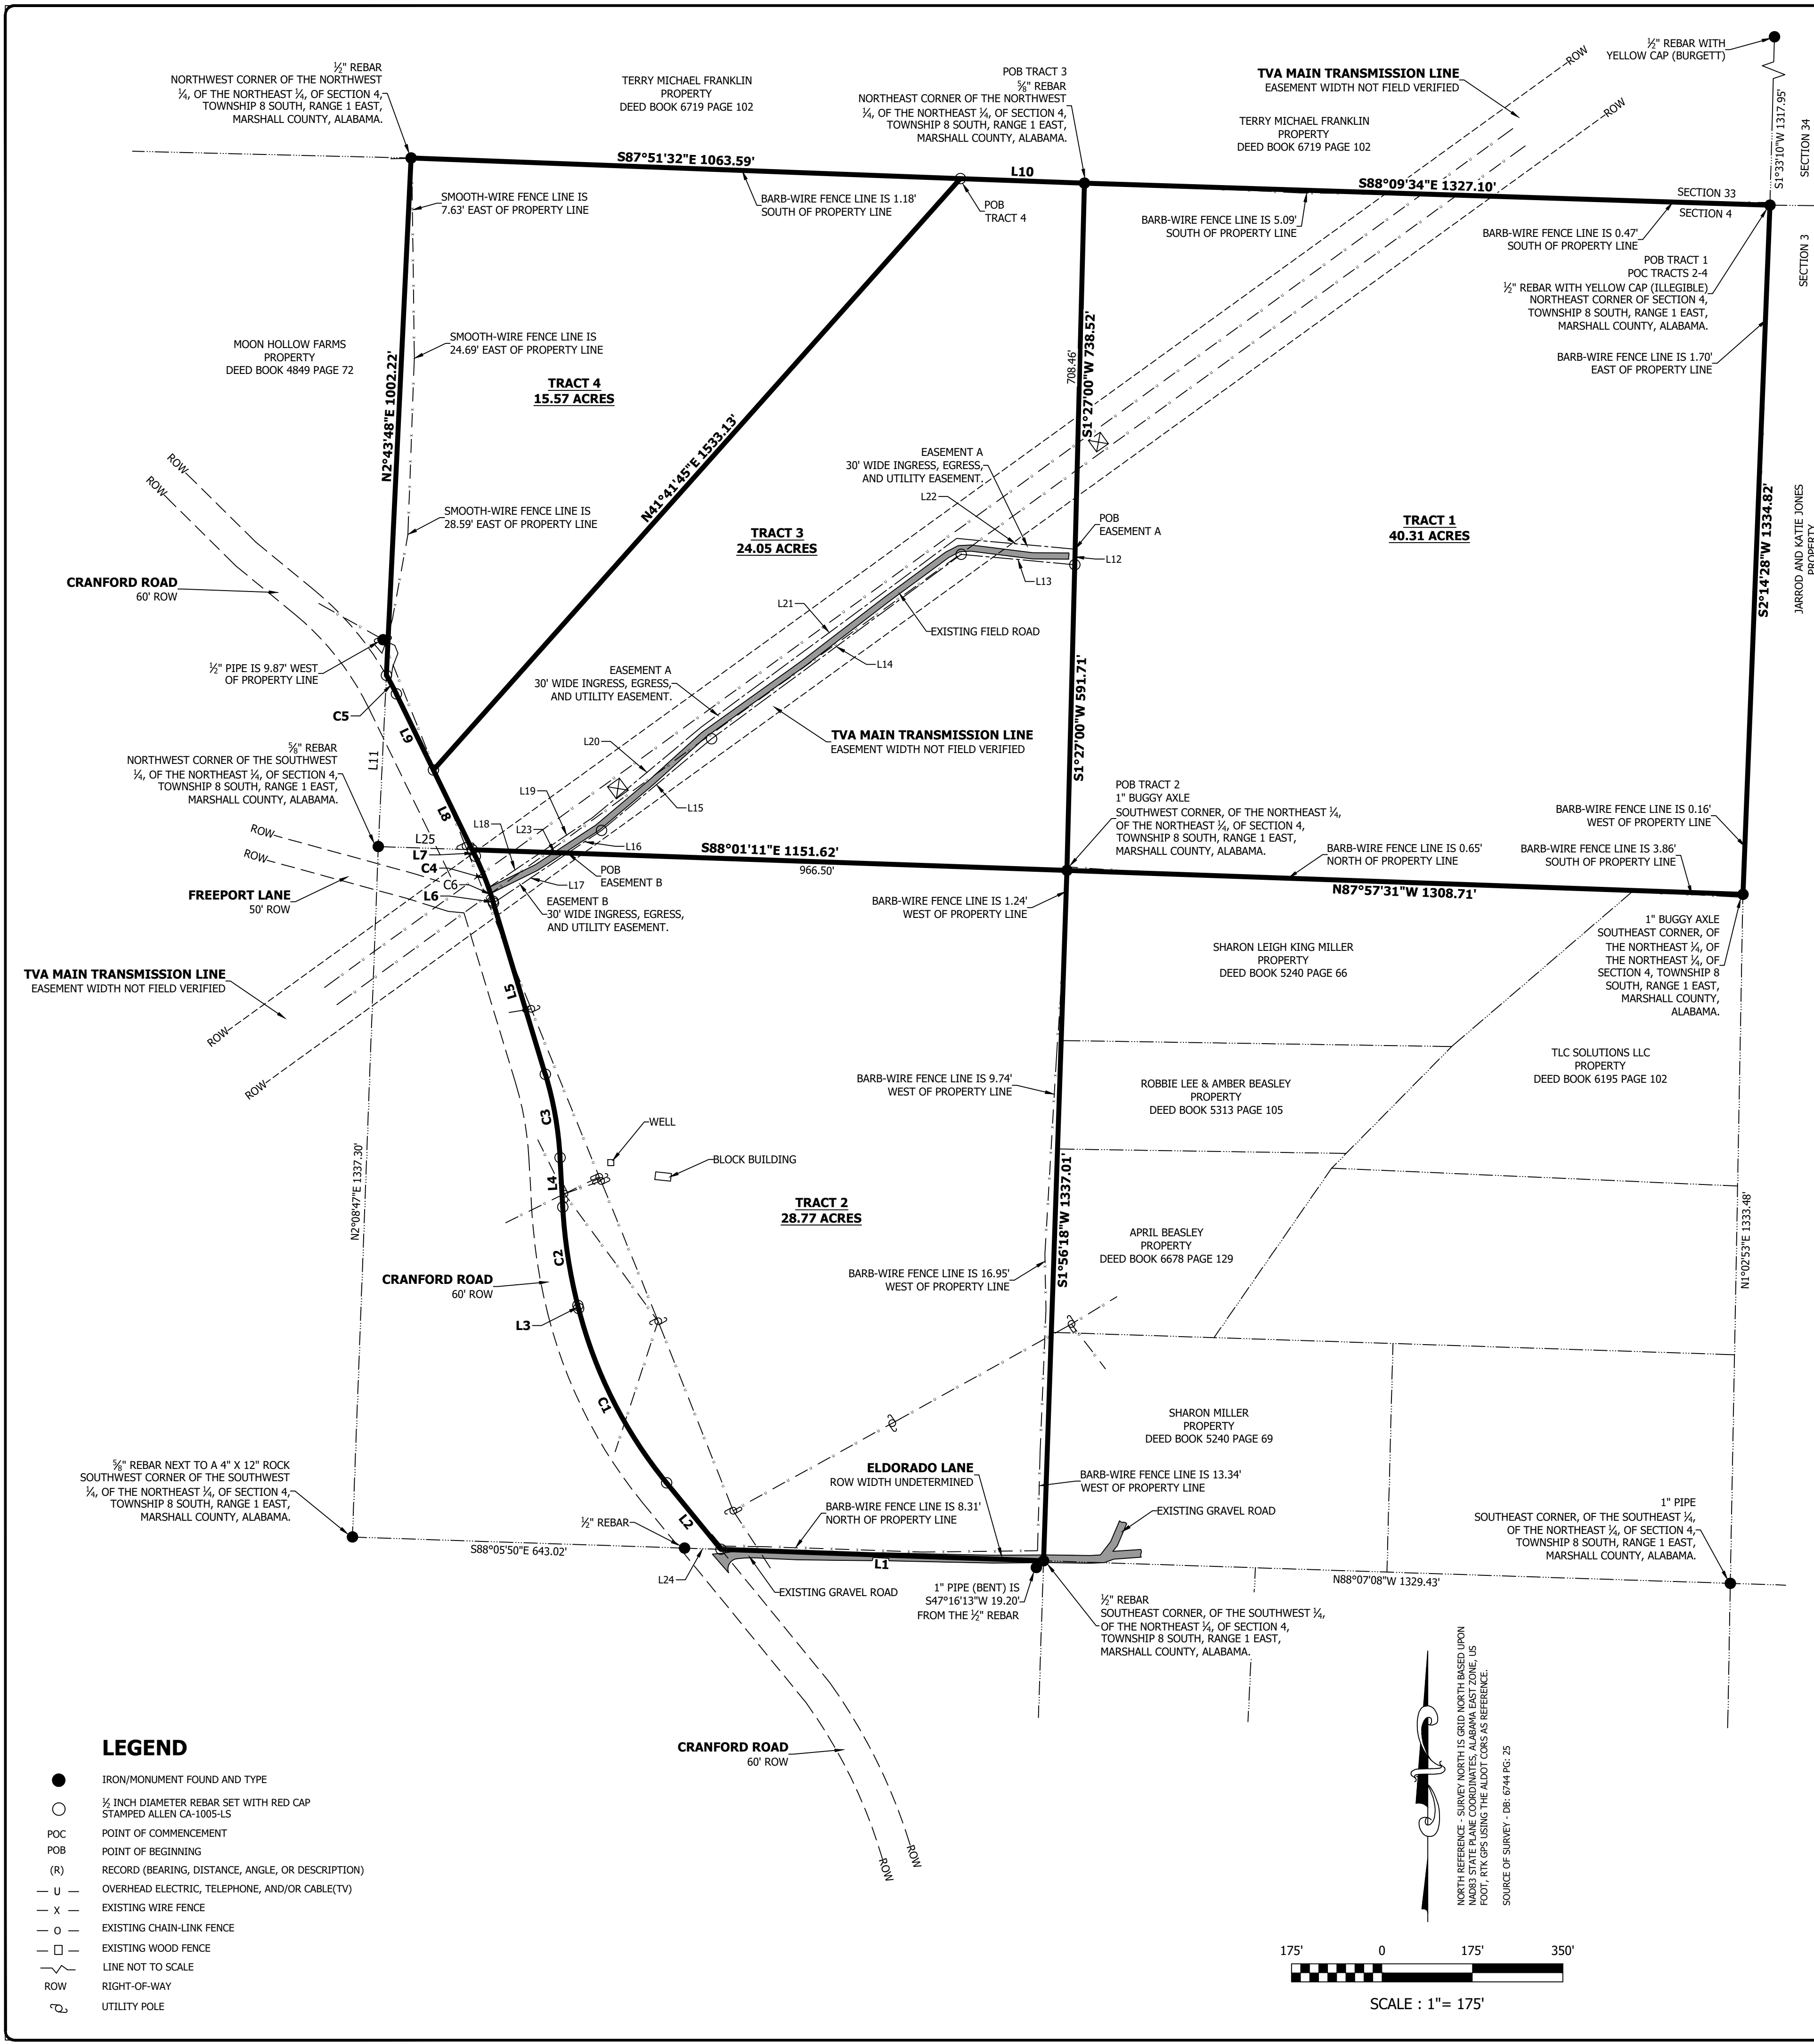 ½" REBAR
NORTHWEST CORNER OF THE NORTHWEST
¼, OF THE NORTHEAST ¼, OF SECTION 4,
TOWNSHIP 8 SOUTH, RANGE 1 EAST,
MARSHALL COUNTY, ALABAMA.
TERRY MICHAEL FRANKLIN
PROPERTY
DEED BOOK 6719 PAGE 102
POB TRACT 3
⅝" REBAR
NORTHEAST CORNER OF THE NORTHWEST
¼, OF THE NORTHEAST ¼, OF SECTION 4,
TOWNSHIP 8 SOUTH, RANGE 1 EAST,
MARSHALL COUNTY, ALABAMA.
TVA MAIN TRANSMISSION LINE
EASEMENT WIDTH NOT FIELD VERIFIED
TERRY MICHAEL FRANKLIN
PROPERTY
DEED BOOK 6719 PAGE 102
ROW
ROW
½" REBAR WITH
YELLOW CAP (BURGETT)
S1°33'10"W 1317.95'
SECTION 34
S87°51'32"E 1063.59'
L10
S88°09'34"E 1327.10'
SECTION 33
SECTION 4
SECTION 3
SMOOTH-WIRE FENCE LINE IS
7.63' EAST OF PROPERTY LINE
BARB-WIRE FENCE LINE IS 1.18'
SOUTH OF PROPERTY LINE
POB
TRACT 4
BARB-WIRE FENCE LINE IS 5.09'
SOUTH OF PROPERTY LINE
BARB-WIRE FENCE LINE IS 0.47'
SOUTH OF PROPERTY LINE
POB TRACT 1
POC TRACTS 2-4
½" REBAR WITH YELLOW CAP (ILLEGIBLE)
NORTHEAST CORNER OF SECTION 4,
TOWNSHIP 8 SOUTH, RANGE 1 EAST,
MARSHALL COUNTY, ALABAMA.
BARB-WIRE FENCE LINE IS 1.70'
EAST OF PROPERTY LINE
MOON HOLLOW FARMS
PROPERTY
DEED BOOK 4849 PAGE 72
SMOOTH-WIRE FENCE LINE IS
24.69' EAST OF PROPERTY LINE
N2°43'48"E 1002.22'
TRACT 4
15.57 ACRES
708.46'
S1°27'00"W 738.52'
N41°41'45"E 1533.13'
EASEMENT A
30' WIDE INGRESS, EGRESS,
AND UTILITY EASEMENT.
L22
SMOOTH-WIRE FENCE LINE IS
28.59' EAST OF PROPERTY LINE
TRACT 3
24.05 ACRES
POB
EASEMENT A
TRACT 1
40.31 ACRES
S2°14'28"W 1334.82'
JARROD AND KATIE JONES
PROPERTY
ROW
ROW
CRANFORD ROAD
60' ROW
L12
L13
L21
EXISTING FIELD ROAD
L14
½" PIPE IS 9.87' WEST
OF PROPERTY LINE
EASEMENT A
30' WIDE INGRESS, EGRESS,
AND UTILITY EASEMENT.
S1°27'00"W 591.71'
C5
L9
TVA MAIN TRANSMISSION LINE
EASEMENT WIDTH NOT FIELD VERIFIED
L20
L11
⅝" REBAR
NORTHWEST CORNER OF THE SOUTHWEST
¼, OF THE NORTHEAST ¼, OF SECTION 4,
TOWNSHIP 8 SOUTH, RANGE 1 EAST,
MARSHALL COUNTY, ALABAMA.
L19
L15
L8
L18
L23
L16
POB TRACT 2
1" BUGGY AXLE
SOUTHWEST CORNER, OF THE NORTHEAST ¼,
OF THE NORTHEAST ¼, OF SECTION 4,
TOWNSHIP 8 SOUTH, RANGE 1 EAST,
MARSHALL COUNTY, ALABAMA.
BARB-WIRE FENCE LINE IS 0.16'
WEST OF PROPERTY LINE
BARB-WIRE FENCE LINE IS 0.65'
NORTH OF PROPERTY LINE
BARB-WIRE FENCE LINE IS 3.86'
SOUTH OF PROPERTY LINE
ROW
ROW
L25
L7
C4
C6
L6
S88°01'11"E 1151.62'
966.50'
N87°57'31"W 1308.71'
POB
EASEMENT B
L17
EASEMENT B
30' WIDE INGRESS, EGRESS,
AND UTILITY EASEMENT.
FREEPORT LANE
50' ROW
BARB-WIRE FENCE LINE IS 1.24'
WEST OF PROPERTY LINE
1" BUGGY AXLE
SOUTHEAST CORNER, OF
THE NORTHEAST ¼, OF
THE NORTHEAST ¼, OF
SECTION 4, TOWNSHIP 8
SOUTH, RANGE 1 EAST,
MARSHALL COUNTY,
ALABAMA.
SHARON LEIGH KING MILLER
PROPERTY
DEED BOOK 5240 PAGE 66
TVA MAIN TRANSMISSION LINE
EASEMENT WIDTH NOT FIELD VERIFIED
L5
ROW
ROW
TLC SOLUTIONS LLC
PROPERTY
DEED BOOK 6195 PAGE 102
BARB-WIRE FENCE LINE IS 9.74'
WEST OF PROPERTY LINE
ROBBIE LEE & AMBER BEASLEY
PROPERTY
DEED BOOK 5313 PAGE 105
C3
WELL
BLOCK BUILDING
L4
N2°08'47"E 1337.30'
TRACT 2
28.77 ACRES
S1°56'18"W 1337.01'
N1°02'53"E 1333.48'
C2
APRIL BEASLEY
PROPERTY
DEED BOOK 6678 PAGE 129
CRANFORD ROAD
60' ROW
BARB-WIRE FENCE LINE IS 16.95'
WEST OF PROPERTY LINE
L3
C1
SHARON MILLER
PROPERTY
DEED BOOK 5240 PAGE 69
⅝" REBAR NEXT TO A 4" X 12" ROCK
SOUTHWEST CORNER OF THE SOUTHWEST
¼, OF THE NORTHEAST ¼, OF SECTION 4,
TOWNSHIP 8 SOUTH, RANGE 1 EAST,
MARSHALL COUNTY, ALABAMA.
ELDORADO LANE
ROW WIDTH UNDETERMINED
BARB-WIRE FENCE LINE IS 13.34'
WEST OF PROPERTY LINE
BARB-WIRE FENCE LINE IS 8.31'
NORTH OF PROPERTY LINE
EXISTING GRAVEL ROAD
1" PIPE
SOUTHEAST CORNER, OF THE SOUTHEAST ¼,
OF THE NORTHEAST ¼, OF SECTION 4,
TOWNSHIP 8 SOUTH, RANGE 1 EAST,
MARSHALL COUNTY, ALABAMA.
½" REBAR
L2
S88°05'50"E 643.02'
L24
L1
EXISTING GRAVEL ROAD
1" PIPE (BENT) IS
S47°16'13"W 19.20'
FROM THE ½" REBAR
N88°07'08"W 1329.43'
½" REBAR
SOUTHEAST CORNER, OF THE SOUTHWEST ¼,
OF THE NORTHEAST ¼, OF SECTION 4,
TOWNSHIP 8 SOUTH, RANGE 1 EAST,
MARSHALL COUNTY, ALABAMA.
CRANFORD ROAD
60' ROW
ROW
ROW
NORTH REFERENCE - SURVEY NORTH IS GRID NORTH BASED UPON
NAD83 STATE PLANE COORDINATES, ALABAMA EAST ZONE, US
FOOT, RTK GPS USING THE ALDOT CORS AS REFERENCE.
SOURCE OF SURVEY - DB: 6744 PG: 25
LEGEND
IRON/MONUMENT FOUND AND TYPE
½ INCH DIAMETER REBAR SET WITH RED CAP
STAMPED ALLEN CA-1005-LS
POC POINT OF COMMENCEMENT
POB POINT OF BEGINNING
(R) RECORD (BEARING, DISTANCE, ANGLE, OR DESCRIPTION)
U OVERHEAD ELECTRIC, TELEPHONE, AND/OR CABLE(TV)
X EXISTING WIRE FENCE
O EXISTING CHAIN-LINK FENCE
EXISTING WOOD FENCE
LINE NOT TO SCALE
ROW RIGHT-OF-WAY
UTILITY POLE
175' 0 175' 350'
SCALE : 1"= 175'